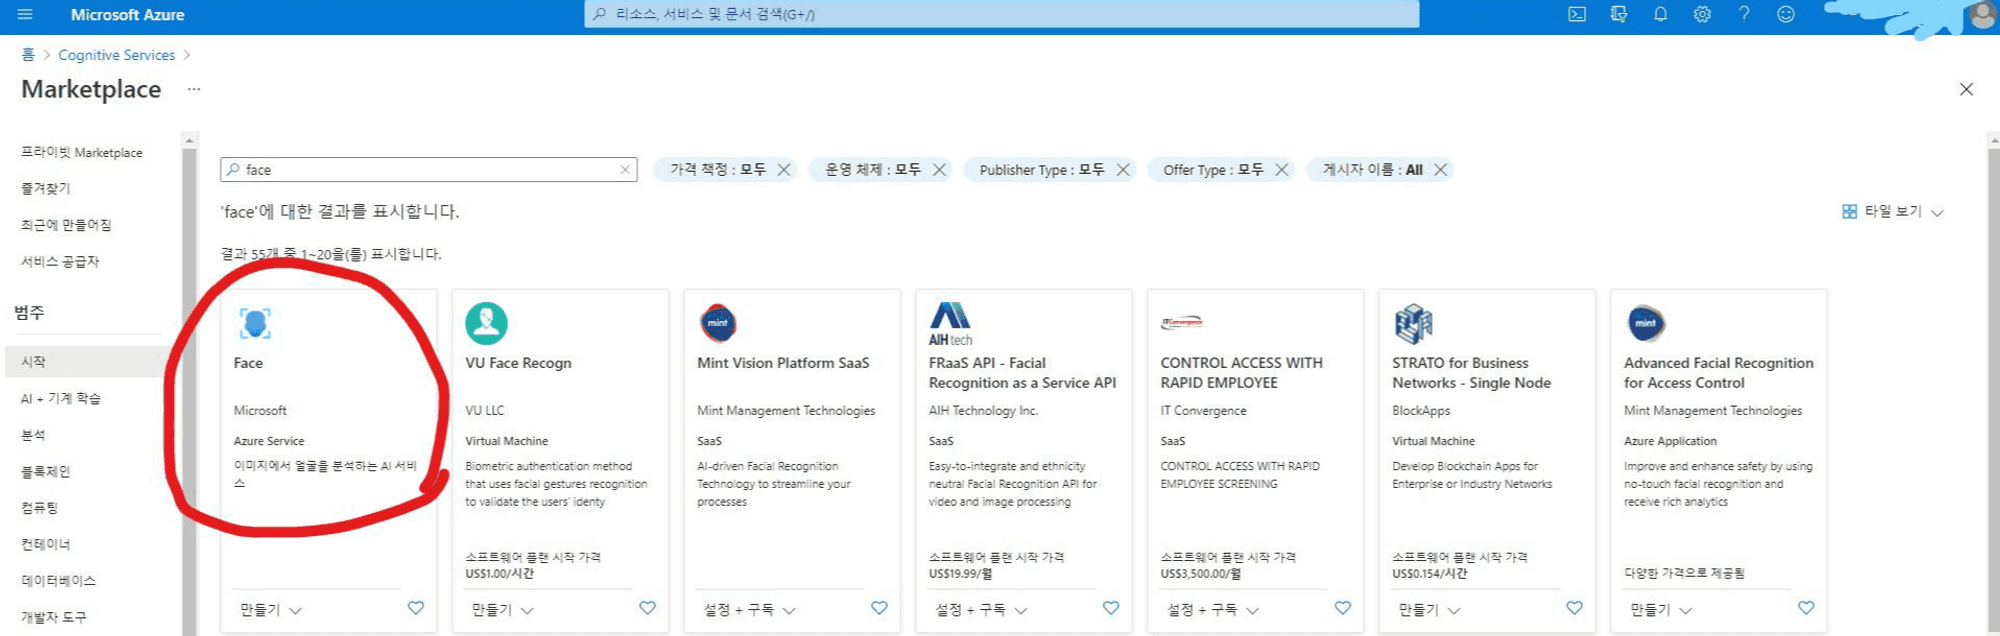 Microsoft Azure
리소스, 서비스 및 문서 검색(G+/)
홈 > Cognitive Services >
Marketplace ...
프라이빗 Marketplace
즐겨찾기
최근에 만들어짐
서비스 공급자
범주
시작
AI + 기계 학습
분석
블록체인
컴퓨팅
컨테이너
데이터베이스
개발자 도구
face
가격 책정 : 모두
운영 체제 : 모두
Publisher Type : 모두
Offer Type : 모두
게시자 이름 : All
'face'에 대한 결과를 표시합니다.
타일 보기
결과 55개 중 1~20을(를) 표시합니다.
Face
Microsoft
Azure Service
이미지에서 얼굴을 분석하는 AI 서비
스
만들기
VU Face Recogn
VU LLC
Virtual Machine
Biometric authentication method
that uses facial gestures recognition
to validate the users' identy
소프트웨어 플랜 시작 가격
US$1.00/시간
만들기
mint
Mint Vision Platform SaaS
Mint Management Technologies
SaaS
AI-driven Facial Recognition
Technology to streamline your
processes
설정 + 구독
AIH tech
FRaaS API - Facial
Recognition as a Service API
AIH Technology Inc.
SaaS
Easy-to-integrate and ethnicity
neutral Facial Recognition API for
video and image processing
소프트웨어 플랜 시작 가격
US$19.99/월
설정 + 구독
ITConvergence
CONTROL ACCESS WITH
RAPID EMPLOYEE
IT Convergence
SaaS
CONTROL ACCESS WITH RAPID
EMPLOYEE SCREENING
소프트웨어 플랜 시작 가격
US$3,500.00/월
설정 + 구독
STRATO for Business
Networks - Single Node
BlockApps
Virtual Machine
Develop Blockchain Apps for
Enterprise or Industry Networks
소프트웨어 플랜 시작 가격
US$0.154/시간
만들기
mint
Advanced Facial Recognition
for Access Control
Mint Management Technologies
Azure Application
Improve and enhance safety by using
no-touch facial recognition and
receive rich analytics
다양한 가격으로 제공됨
만들기